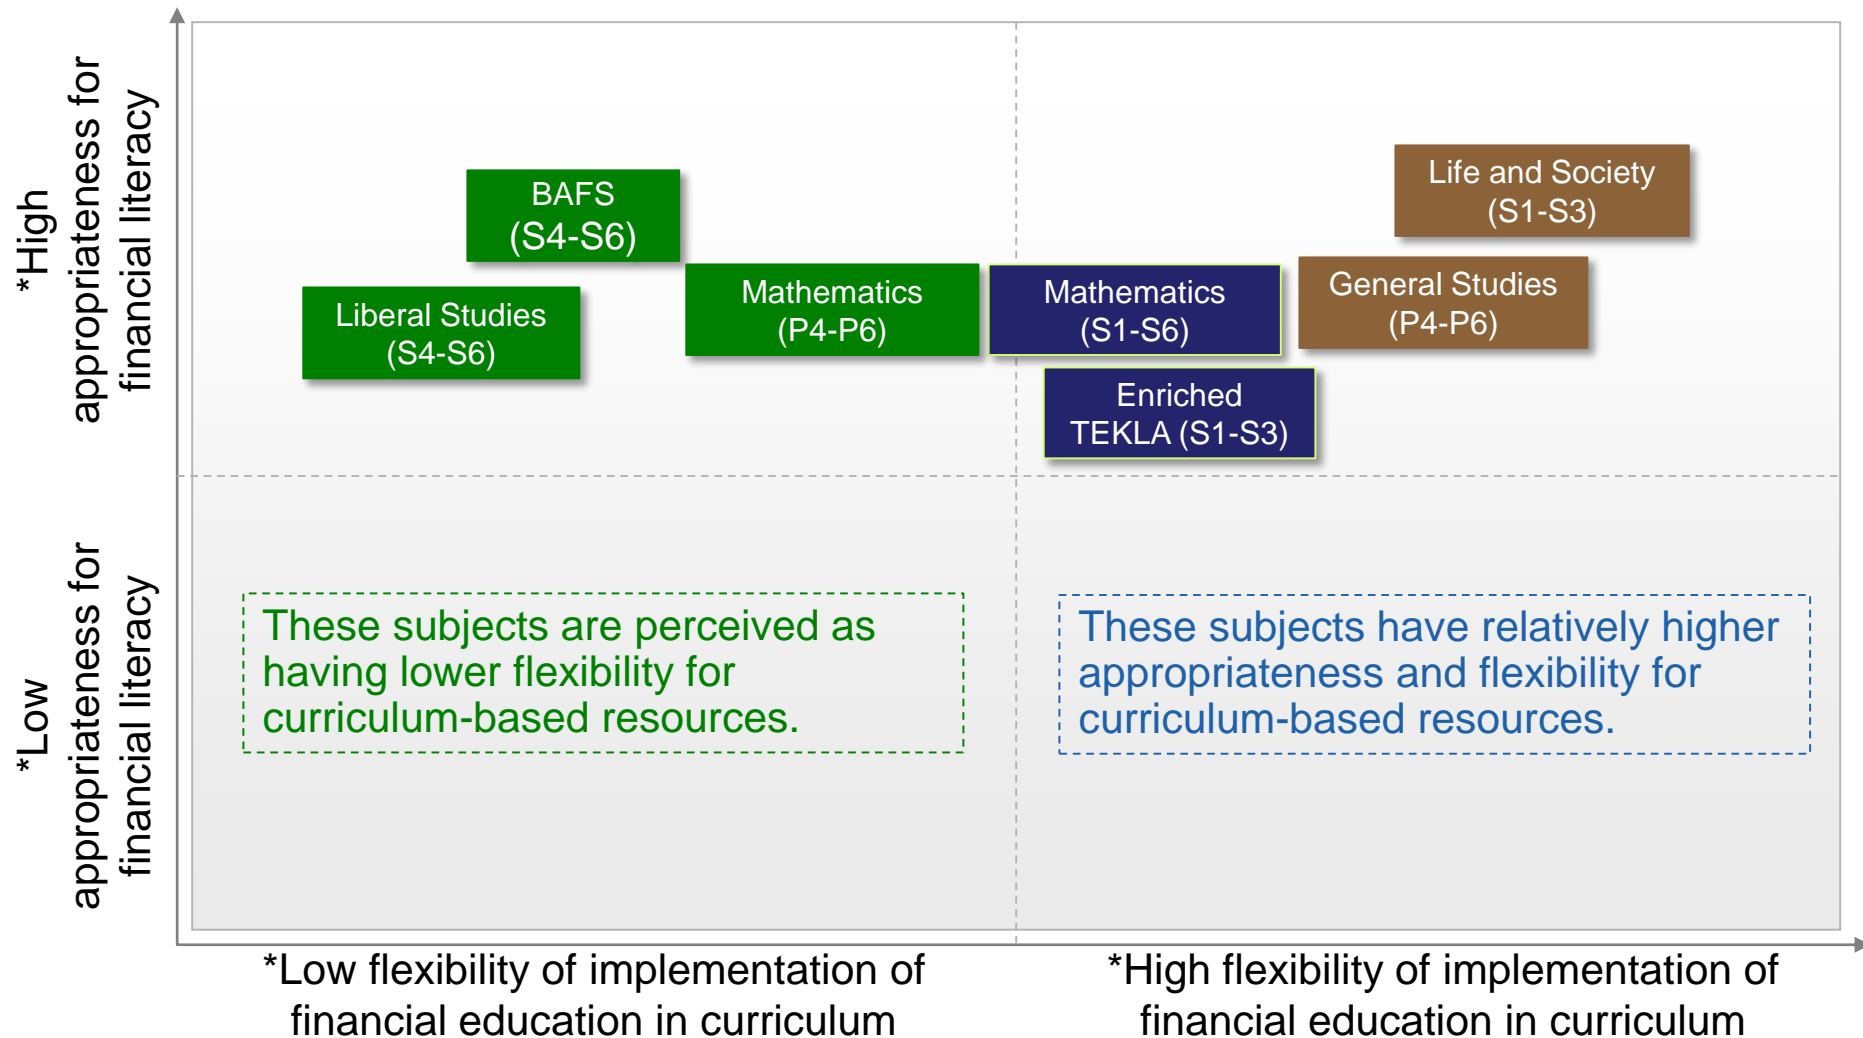 *High
appropriateness for
financial literacy
*Low
appropriateness for
financial literacy
BAFS
(S4-S6)
Liberal Studies
(S4-S6)
Mathematics
(P4-P6)
Mathematics
(S1-S6)
Enriched
TEKLA (S1-S3)
Life and Society
(S1-S3)
General Studies
(P4-P6)
These subjects are perceived as
having lower flexibility for
curriculum-based resources.
These subjects have relatively higher
appropriateness and flexibility for
curriculum-based resources.
*Low flexibility of implementation of
financial education in curriculum
*High flexibility of implementation of
financial education in curriculum